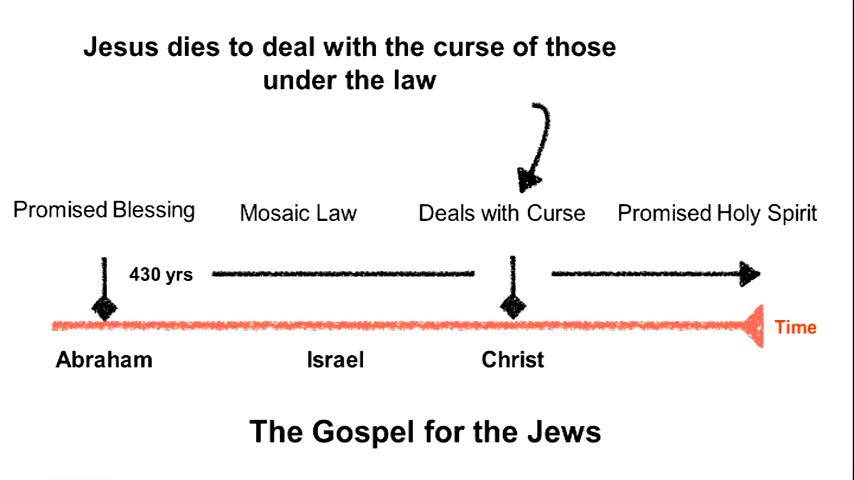 Jesus dies to deal with the curse of those
under the law
Promised Blessing
Mosaic Law
Deals with Curse
Promised Holy Spirit
430 yrs
Time
Abraham
Israel
Christ
The Gospel for the Jews